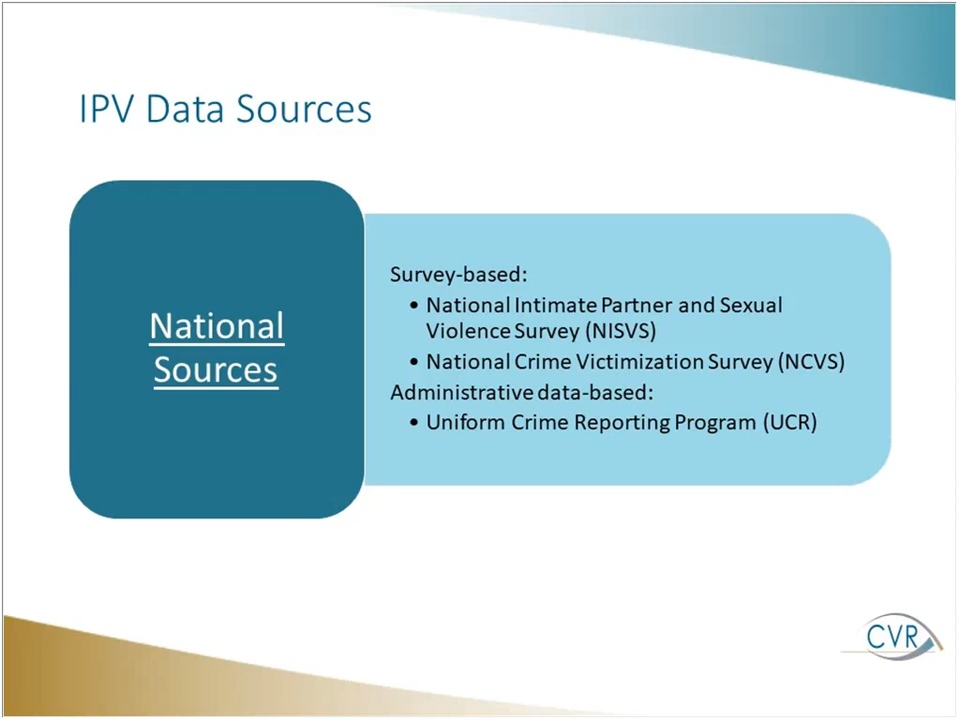 IPV Data Sources
National
Sources
Survey-based:
• National Intimate Partner and Sexual
Violence Survey (NISVS)
• National Crime Victimization Survey (NCVS)
Administrative data-based:
• Uniform Crime Reporting Program (UCR)
CVR